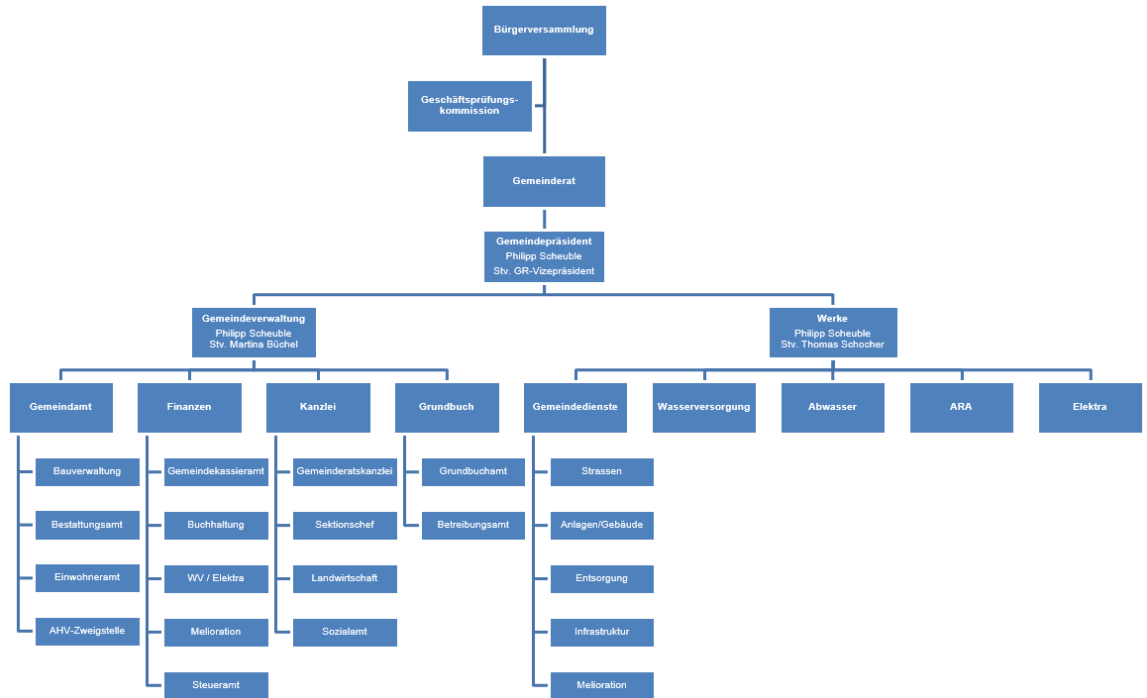 Bürgerversammlung
Geschäftsprüfungs-
kommission
Gemeinderat
Gemeindepräsident
Philipp Scheuble
Stv. GR-Vizepräsident
Gemeindeverwaltung
Philipp Scheuble
Stv. Martina Büchel
Werke
Philipp Scheuble
Stv. Thomas Schocher
Gemeindamt
Finanzen
Kanzlei
Grundbuch
Gemeindedienste
Wasserversorgung
Abwasser
ARA
Elektra
Bauverwaltung
Gemeindekassieramt
Gemeinderatskanzlei
Grundbuchamt
Strassen
Bestattungsamt
Buchhaltung
Sektionschef
Betreibungsamt
Anlagen/Gebäude
Einwohneramt
WV / Elektra
Landwirtschaft
Entsorgung
AHV-Zweigstelle
Melioration
Sozialamt
Infrastruktur
Steueramt
Melioration